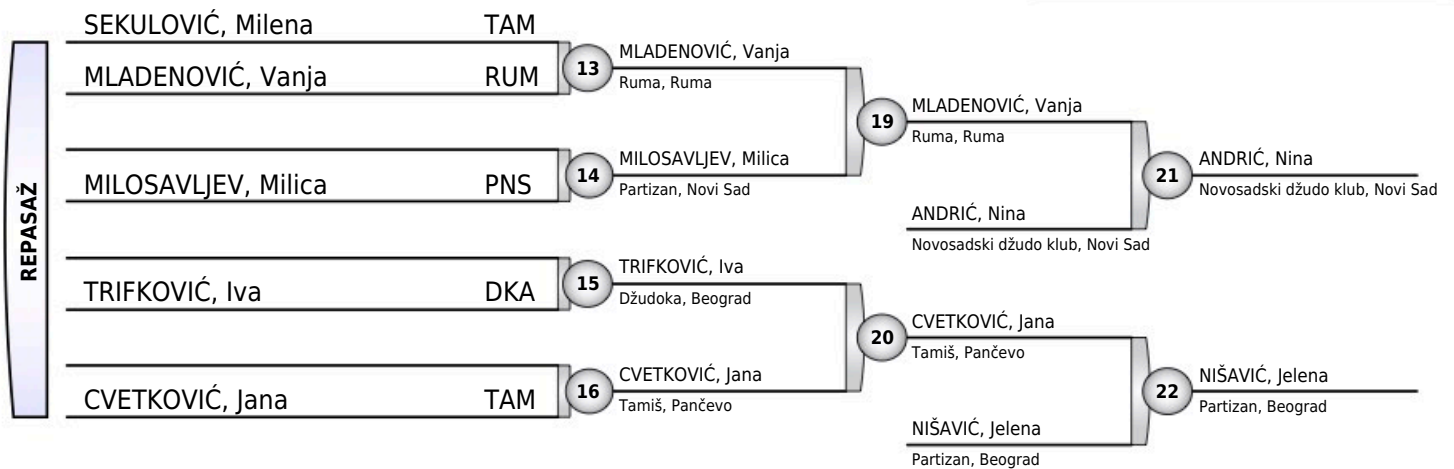 SEKULOVIĆ, Milena TAM
MLADENOVIĆ, Vanja RUM
13
MLADENOVIĆ, Vanja
Ruma, Ruma
MILOSAVLJEV, Milica PNS
14
MILOSAVLJEV, Milica
Partizan, Novi Sad
19
MLADENOVIĆ, Vanja
Ruma, Ruma
ANDRIĆ, Nina
Novosadski džudo klub, Novi Sad
21
ANDRIĆ, Nina
Novosadski džudo klub, Novi Sad
REPASAŽ
TRIFKOVIĆ, Iva DKA
15
TRIFKOVIĆ, Iva
Džudoka, Beograd
CVETKOVIĆ, Jana TAM
16
CVETKOVIĆ, Jana
Tamiš, Pančevo
20
CVETKOVIĆ, Jana
Tamiš, Pančevo
NIŠAVIĆ, Jelena
Partizan, Beograd
22
NIŠAVIĆ, Jelena
Partizan, Beograd